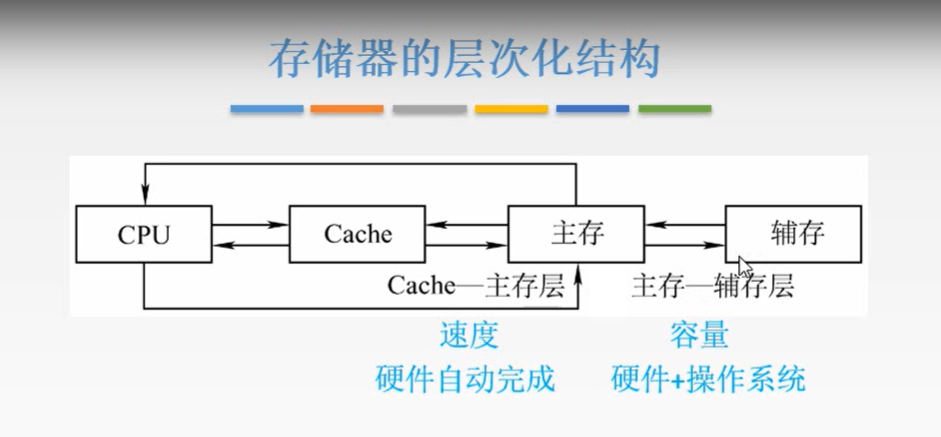 存储器的层次化结构
CPU
Cache
主存
辅存
Cache—主存层
主存—辅存层
速度
容量
硬件自动完成
硬件+操作系统